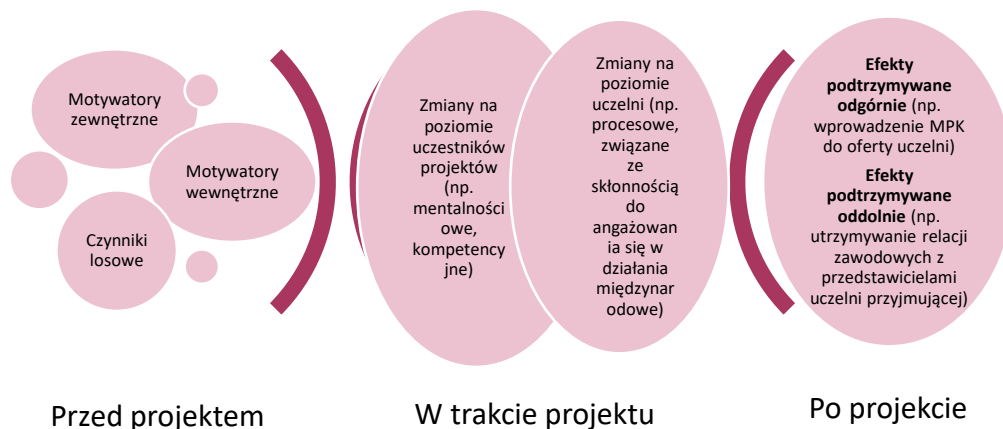 Motywatory
zewnętrzne
Motywatory
wewnętrzne
Czynniki
losowe
Zmiany na
poziomie
uczestników
projektów
(np.
mentalności
owe,
kompetency
jne)
Zmiany na
poziomie
uczelni (np.
procesowe,
związane
ze
skłonnością
do
angażowan
ia się w
działania
międzynar
odowe)
Efekty
podtrzymywane
odgórnie (np.
wprowadzenie MPK
do oferty uczelni)
Efekty
podtrzymywane
oddolnie (np.
utrzymywanie relacji
zawodowych z
przedstawicielami
uczelni przyjmującej)
Przed projektem
W trakcie projektu
Po projekcie